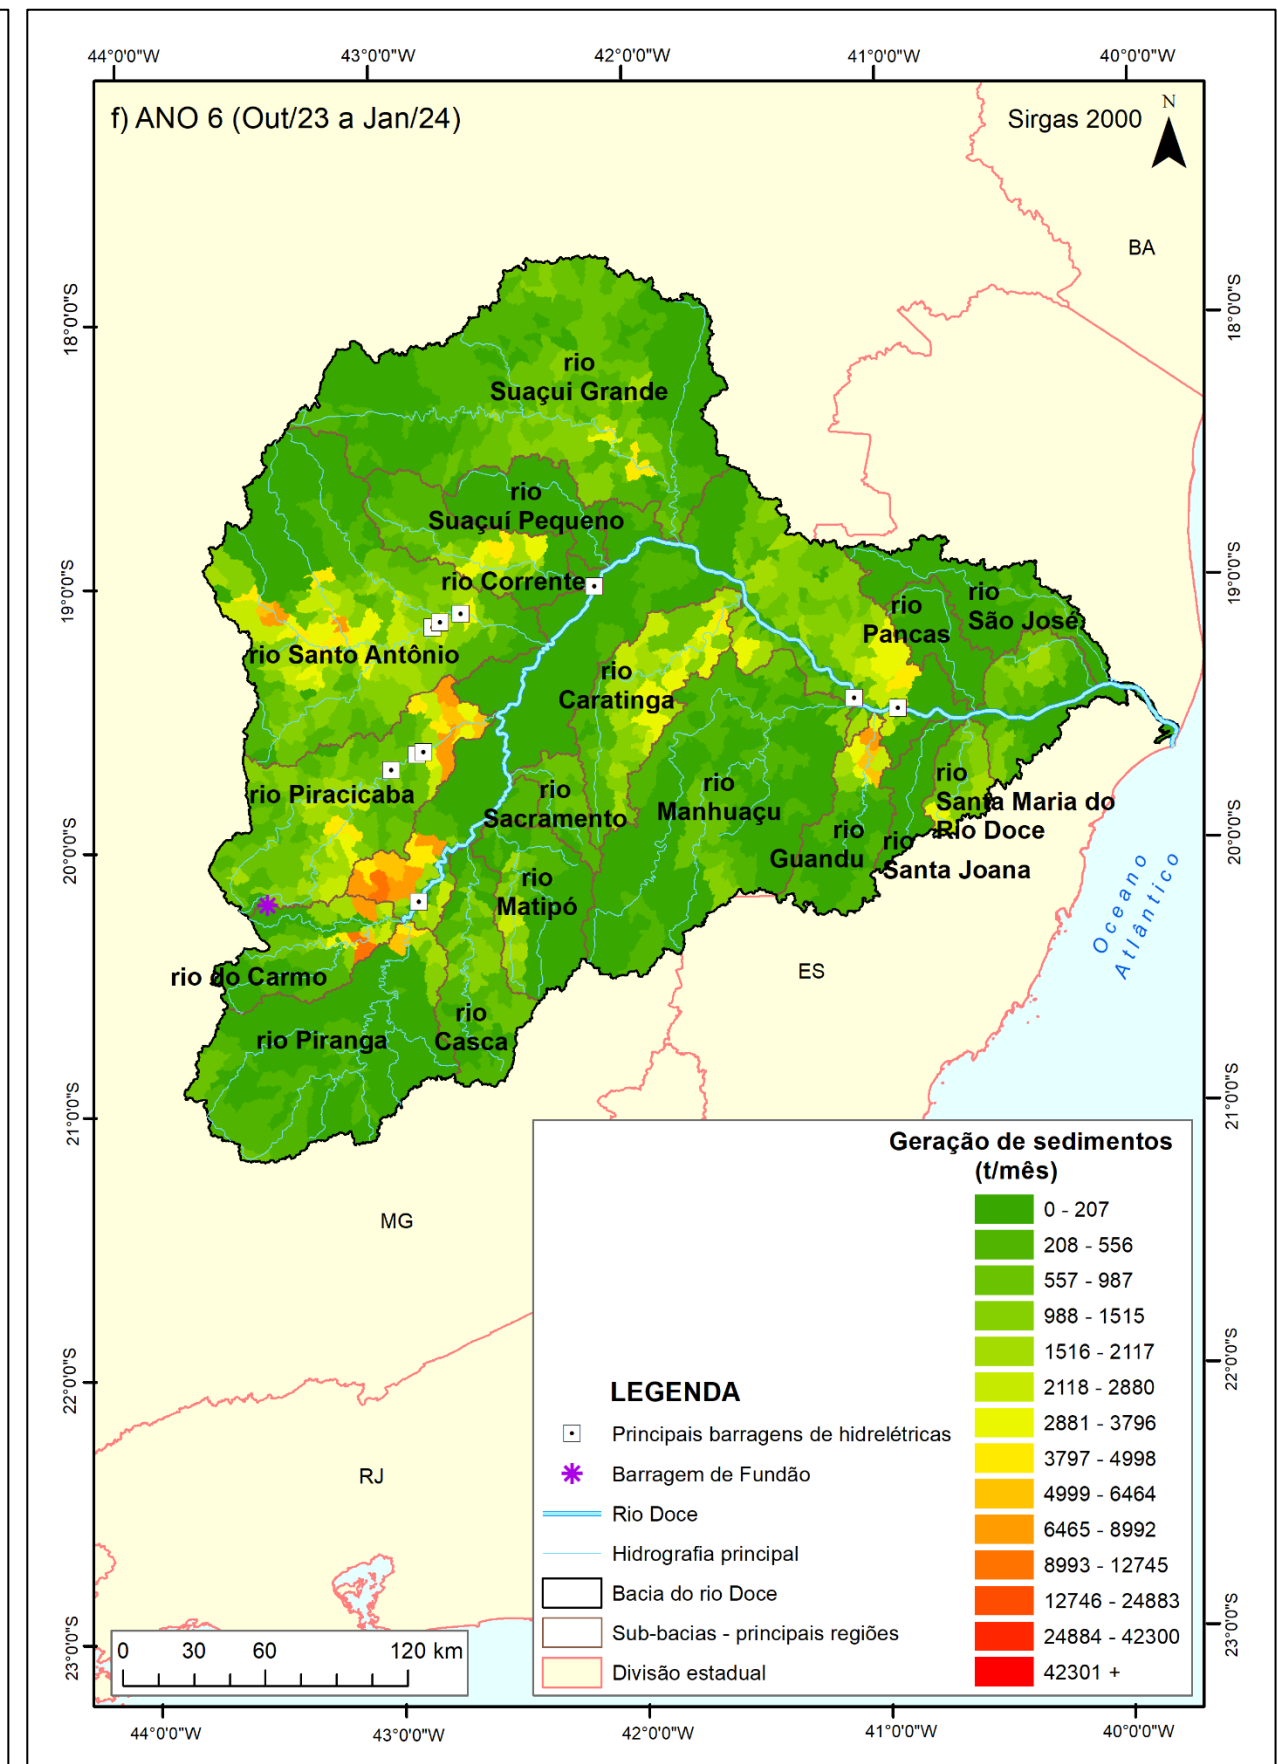 44°0'0"W
43°0'0"W
42°0'0"W
41°0'0"W
40°0'0"W
f) ANO 6 (Out/23 a Jan/24)
Sirgas 2000
N
BA
18°0'0"S
18°0'0"S
rio
Suaçui Grande
rio
Suaçuí Pequeno
19°0'0"S
19°0'0"S
rio Corrente
rio
Pancas
rio
São José
rio Santo Antônio
rio
Caratinga
rio Piracicaba
rio
Sacramento
rio
Manhuaçu
rio
Santa Maria do
Rio Doce
20°0'0"S
20°0'0"S
rio
Guandu
rio
Santa Joana
rio
Matipó
Oceano
Atlântico
rio do Carmo
ES
rio Piranga
rio
Casca
21°0'0"S
21°0'0"S
MG
RJ
22°0'0"S
22°0'0"S
23°0'0"S
23°0'0"S
Geração de sedimentos
(t/mês)
0 - 207
208 - 556
557 - 987
988 - 1515
1516 - 2117
2118 - 2880
2881 - 3796
3797 - 4998
4999 - 6464
6465 - 8992
8993 - 12745
12746 - 24883
24884 - 42300
42301 +
LEGENDA
Principais barragens de hidrelétricas
Barragem de Fundão
Rio Doce
Hidrografia principal
Bacia do rio Doce
Sub-bacias - principais regiões
Divisão estadual
0 30 60 120 km
44°0'0"W
43°0'0"W
42°0'0"W
41°0'0"W
40°0'0"W